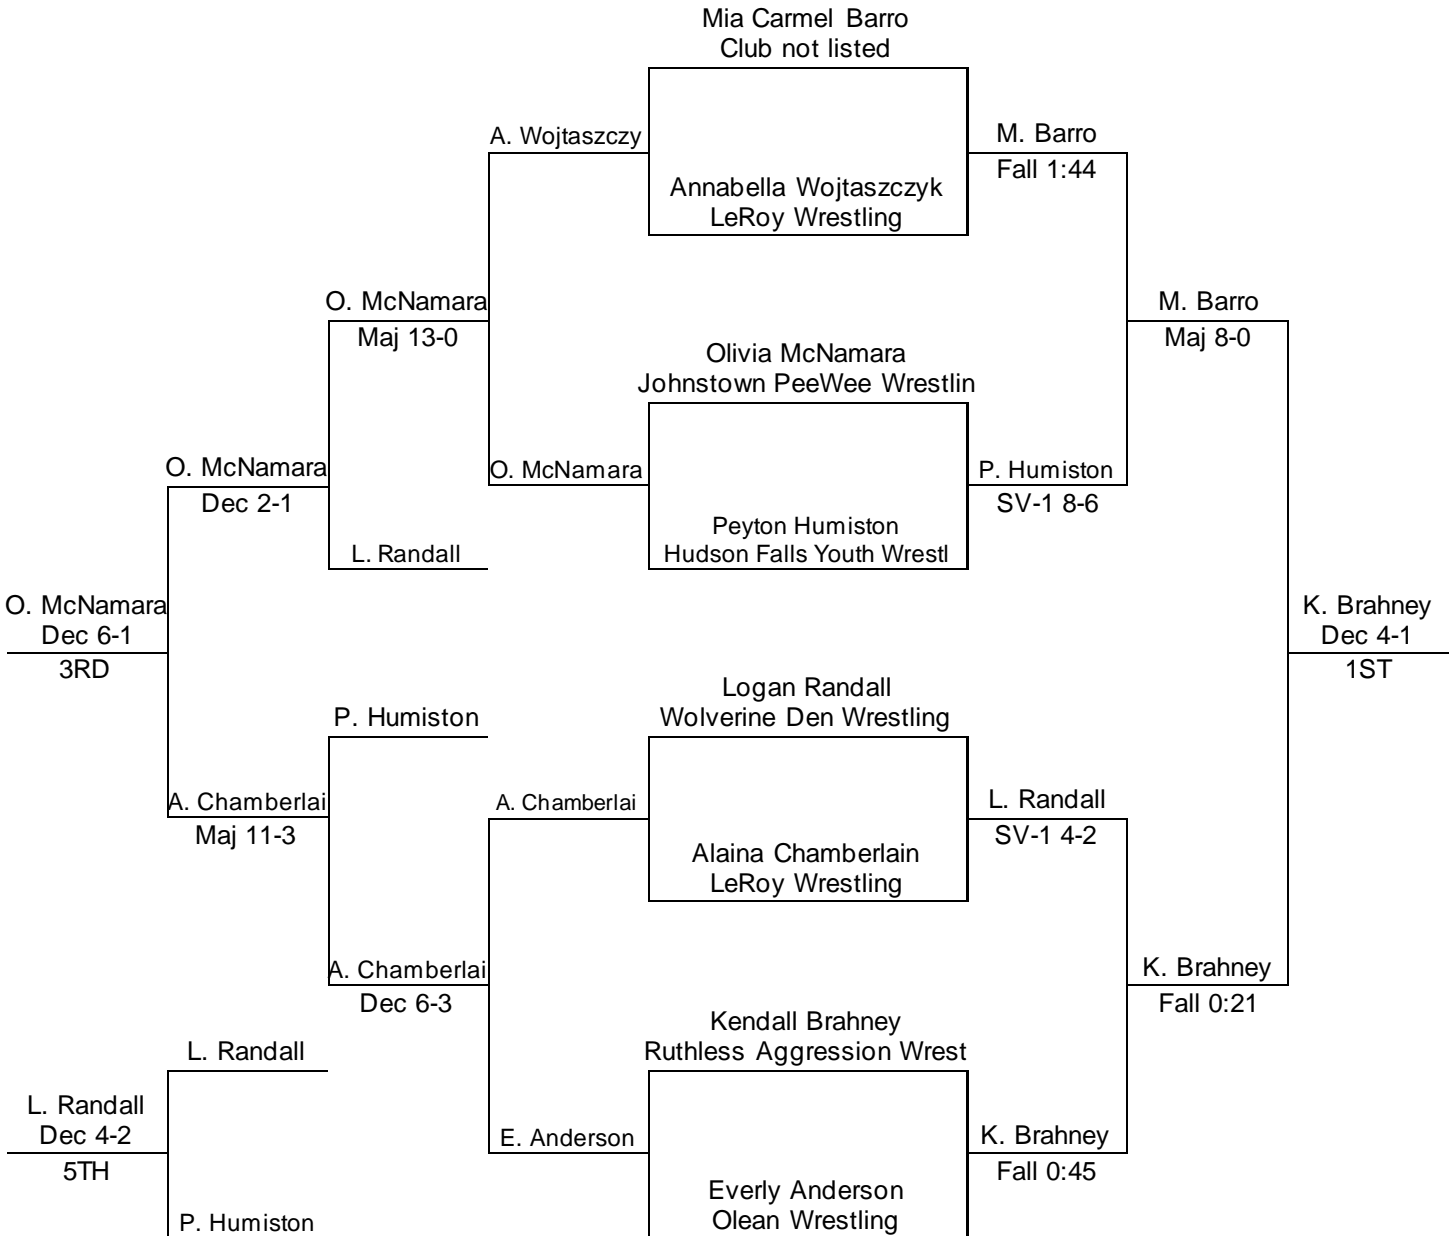 Mia Carmel Barro
Club not listed
A. Wojtaszczy
M. Barro
Fall 1:44
Annabella Wojtaszczyk
LeRoy Wrestling
O. McNamara
Maj 13-0
M. Barro
Maj 8-0
Olivia McNamara
Johnstown PeeWee Wrestlin
O. McNamara
Dec 2-1
O. McNamara
P. Humiston
SV-1 8-6
L. Randall
Peyton Humiston
Hudson Falls Youth Wrestl
O. McNamara
Dec 6-1
3RD
K. Brahney
Dec 4-1
1ST
Logan Randall
Wolverine Den Wrestling
P. Humiston
A. Chamberlai
Maj 11-3
A. Chamberlai
L. Randall
SV-1 4-2
Alaina Chamberlain
LeRoy Wrestling
A. Chamberlai
Dec 6-3
K. Brahney
Fall 0:21
Kendall Brahney
Ruthless Aggression Wrest
L. Randall
L. Randall
Dec 4-2
5TH
E. Anderson
K. Brahney
Fall 0:45
Everly Anderson
Olean Wrestling
P. Humiston